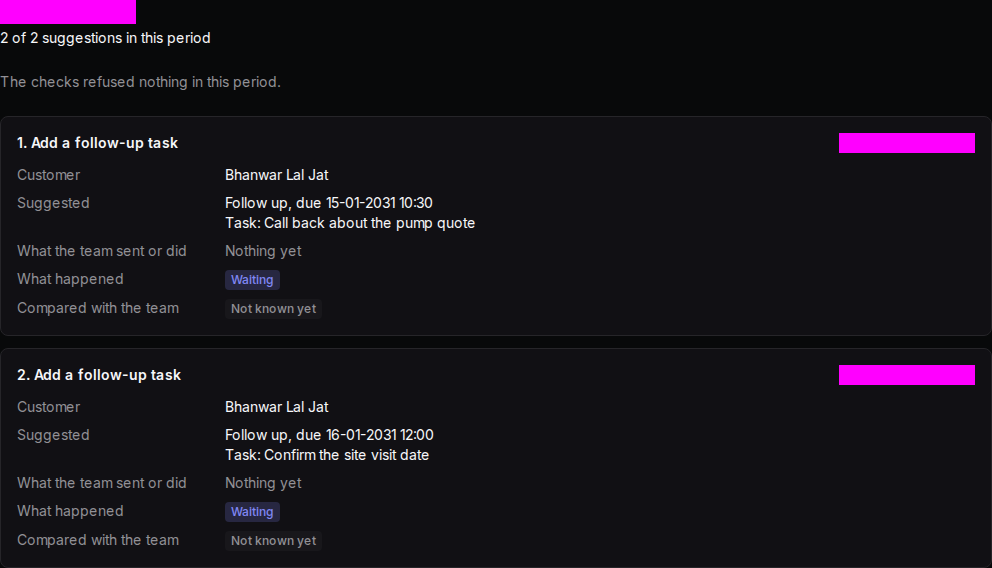 2 of 2 suggestions in this period
The checks refused nothing in this period.
1. Add a follow-up task
Customer Bhanwar Lal Jat
Suggested Follow up, due 15-01-2031 10:30
Task: Call back about the pump quote
What the team sent or did Nothing yet
What happened Waiting
Compared with the team Not known yet
2. Add a follow-up task
Customer Bhanwar Lal Jat
Suggested Follow up, due 16-01-2031 12:00
Task: Confirm the site visit date
What the team sent or did Nothing yet
What happened Waiting
Compared with the team Not known yet